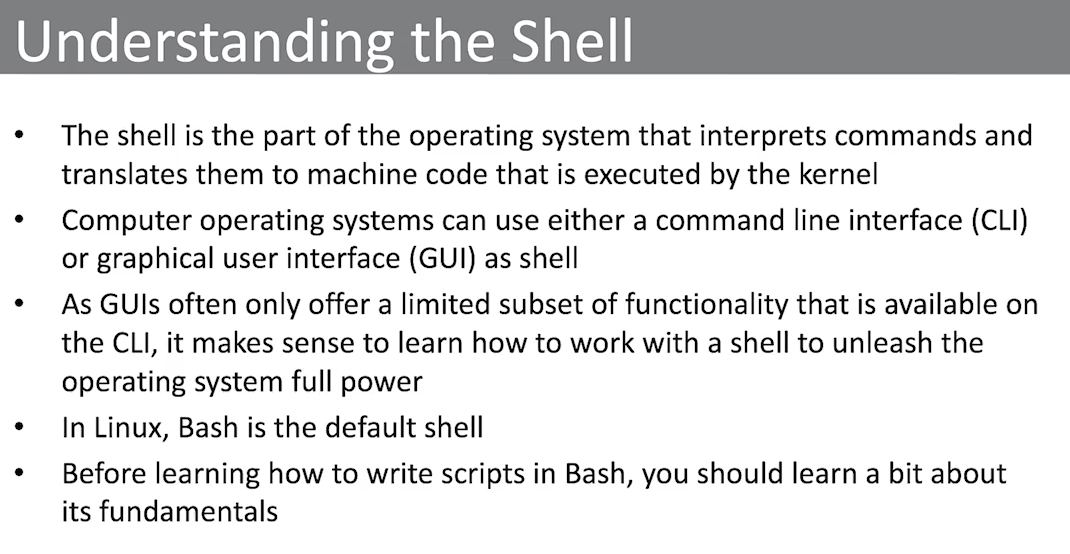 Understanding the Shell
• The shell is the part of the operating system that interprets commands and
translates them to machine code that is executed by the kernel
• Computer operating systems can use either a command line interface (CLI)
or graphical user interface (GUI) as shell
• As GUIs often only offer a limited subset of functionality that is available on
the CLI, it makes sense to learn how to work with a shell to unleash the
operating system full power
• In Linux, Bash is the default shell
• Before learning how to write scripts in Bash, you should learn a bit about
its fundamentals